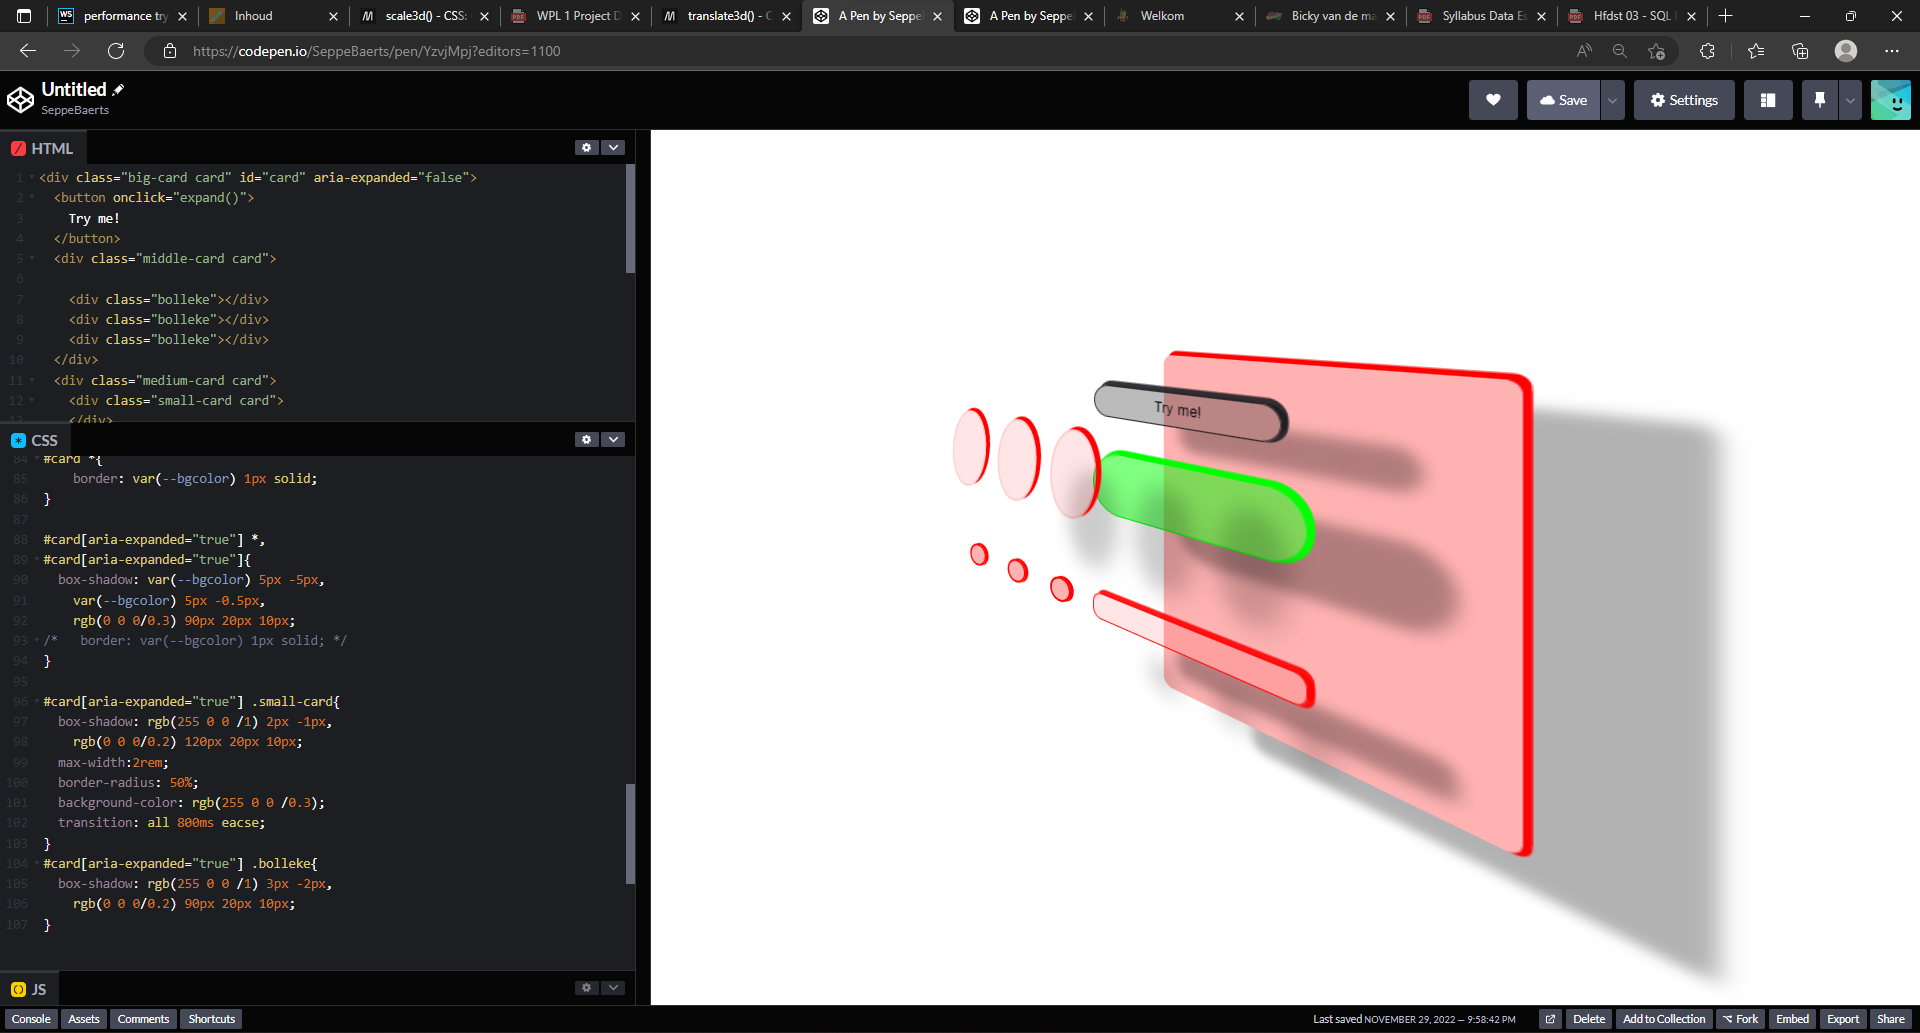 performance try
Inhoud
scale3d() - CSS:
WPL 1 Project D
translate3d() - C
A Pen by Seppe
A Pen by Seppe
Welkom
Bicky van de ma
Syllabus Data Es
Hfdst 03 - SQL
https://codepen.io/SeppeBaerts/pen/YzvjMpj?editors=1100
Untitled
SeppeBaerts
Save
Settings
HTML
1 <div class="big-card card" id="card" aria-expanded="false">
2 <button onclick="expand()">
3 Try me!
4 </button>
5 <div class="middle-card card">
6
7 <div class="bolleke"></div>
8 <div class="bolleke"></div>
9 <div class="bolleke"></div>
10 </div>
11 <div class="medium-card card">
12 <div class="small-card card">
13 </div>
CSS
84 #card *{
85 border: var(--bgcolor) 1px solid;
86 }
87
88 #card[aria-expanded="true"] *,
89 #card[aria-expanded="true"]{
90 box-shadow: var(--bgcolor) 5px -5px,
91 var(--bgcolor) 5px -0.5px,
92 rgb(0 0 0/0.3) 90px 20px 10px;
93 /* border: var(--bgcolor) 1px solid; */
94 }
95
96 #card[aria-expanded="true"] .small-card{
97 box-shadow: rgb(255 0 0 /1) 2px -1px,
98 rgb(0 0 0/0.2) 120px 20px 10px;
99 max-width:2rem;
100 border-radius: 50%;
101 background-color: rgb(255 0 0 /0.3);
102 transition: all 800ms eacse;
103 }
104 #card[aria-expanded="true"] .bolleke{
105 box-shadow: rgb(255 0 0 /1) 3px -2px,
106 rgb(0 0 0/0.2) 90px 20px 10px;
107 }
JS
Try me!
Console
Assets
Comments
Shortcuts
Last saved NOVEMBER 29, 2022 — 9:58:42 PM
Delete
Add to Collection
Fork
Embed
Export
Share